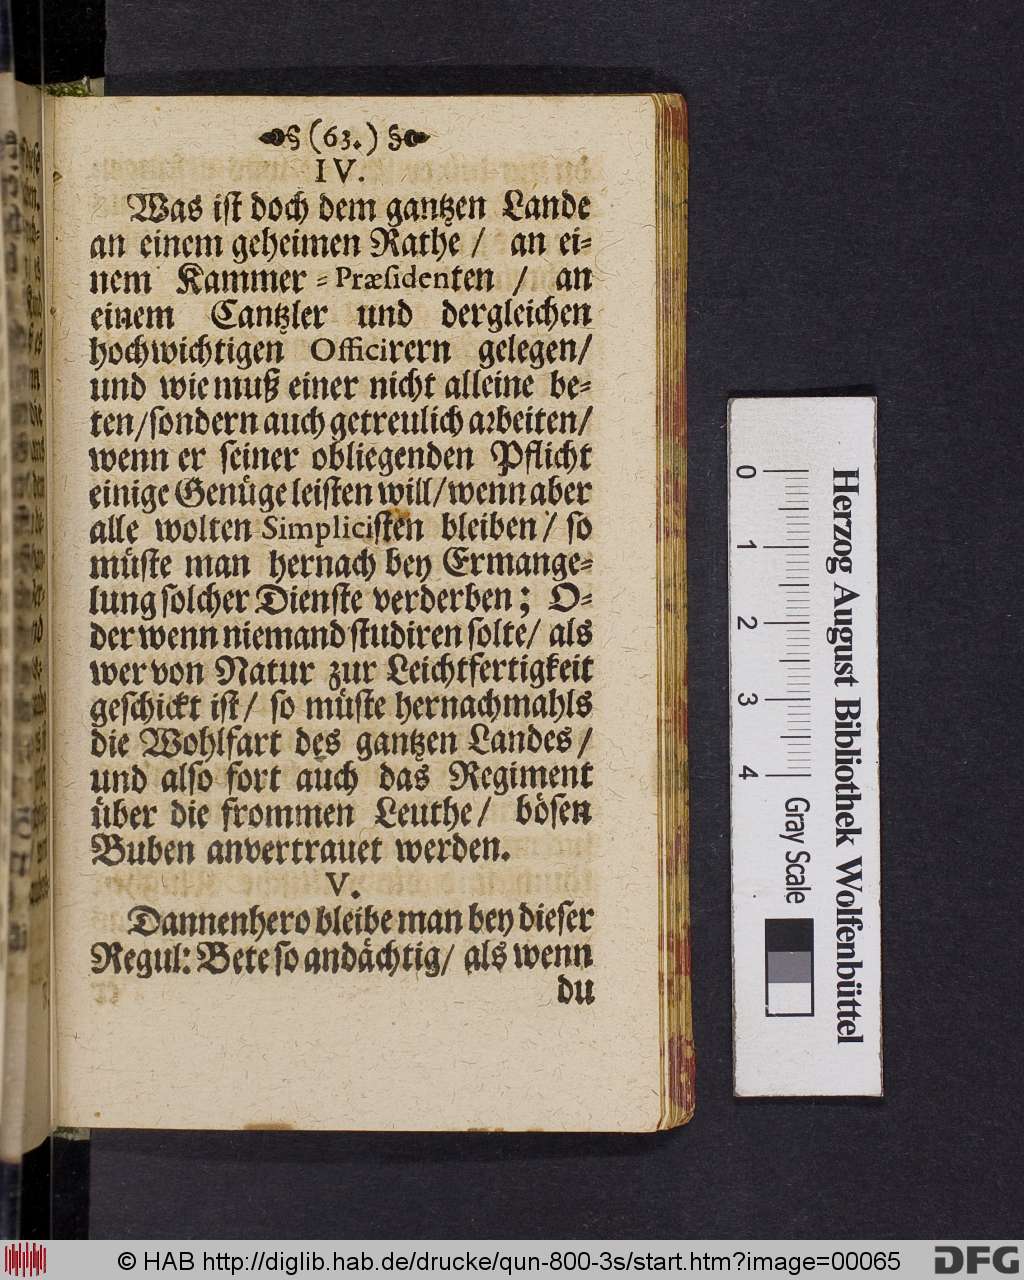 (63.)
IV.
Was ist doch dem gantzen Lande
an einem geheimen Rathe / an ei-
nem Kammer-Præsidenten / an
einem Cantzler und dergleichen
hochwichtigen Officirern gelegen/
und wie muß einer nicht alleine be-
ten/sondern auch getreulich arbeiten/
wenn er seiner obliegenden Pflicht
einige Genüge leisten will/wenn aber
alle wolten Simplicisten bleiben / so
müste man hernach bey Ermange-
lung solcher Dienste verderben; O-
der wenn niemand studiren solte/ als
wer von Natur zur Leichtfertigkeit
geschickt ist/ so müste hernachmahls
die Wohlfart des gantzen Landes /
und also fort auch das Regiment
über die frommen Leuthe/ bösen
Buben anvertrauet werden.
V.
Dannenhero bleibe man bey dieser
Regul: Bete so andächtig/ als wenn
du
Herzog August Bibliothek Wolfenbüttel
0 1 2 3 4 Gray Scale
© HAB http://diglib.hab.de/drucke/qun-800-3s/start.htm?image=00065
DFG